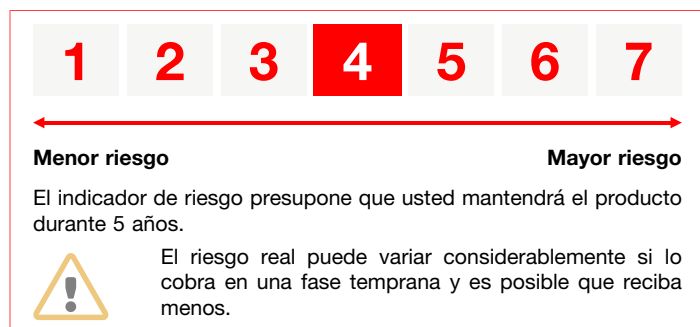 1 2 3 4 5 6 7
Menor riesgo Mayor riesgo
El indicador de riesgo presupone que usted mantendrá el producto
durante 5 años.
El riesgo real puede variar considerablemente si lo
cobra en una fase temprana y es posible que reciba
menos.